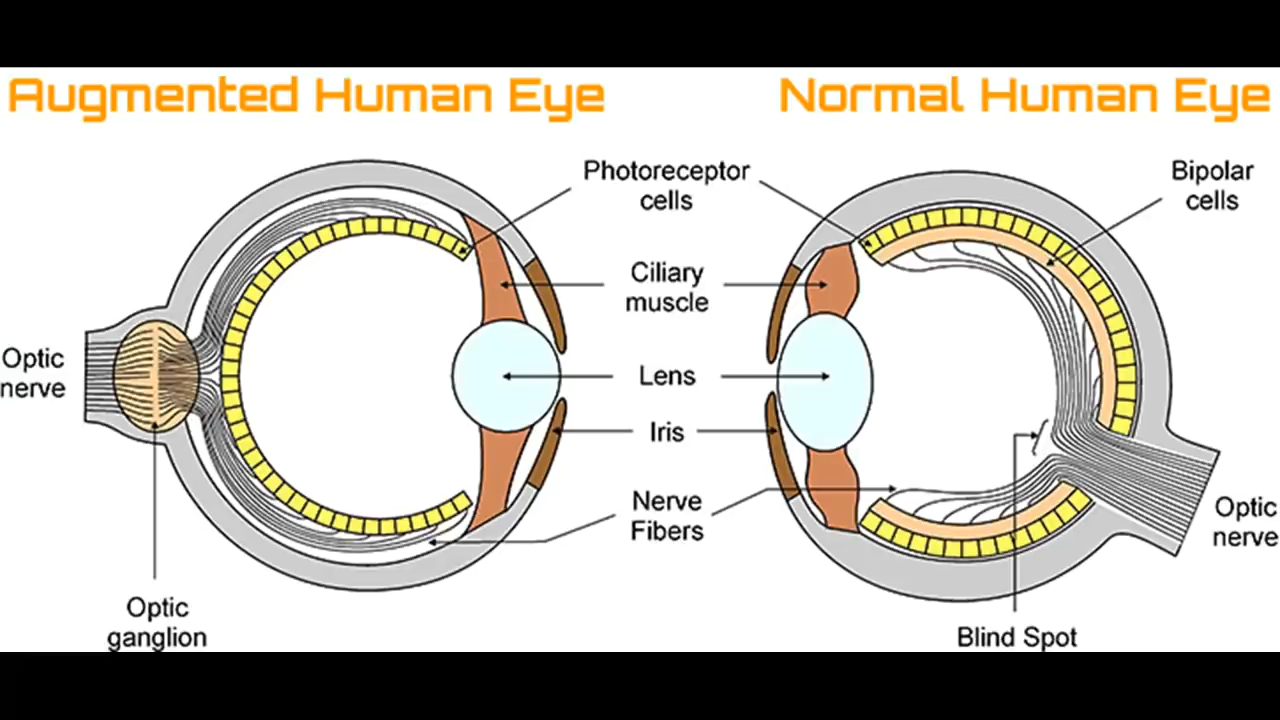 Augmented Human Eye
Normal Human Eye
Photoreceptor
cells
Bipolar
cells
Ciliary
muscle
Optic
nerve
Lens
Iris
Nerve
Fibers
Optic
nerve
Optic
ganglion
Blind Spot